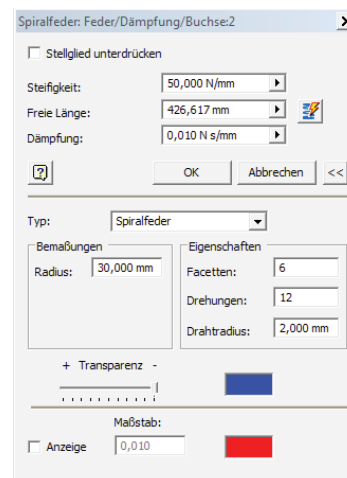 Spiralfeder: Feder/Dämpfung/Buchse:2
Stellglied unterdrücken
Steifigkeit: 50,000 N/mm
Freie Länge: 426,617 mm
Dämpfung: 0,010 N s/mm
OK Abbrechen <<
Typ: Spiralfeder
Bemaßungen Eigenschaften
Radius: 30,000 mm Facetten: 6
Drehungen: 12
Drahtradius: 2,000 mm
+ Transparenz -
Maßstab:
Anzeige 0,010